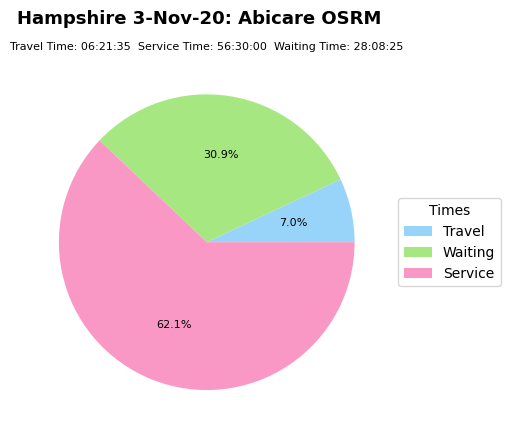 Hampshire 3-Nov-20: Abicare OSRM
Travel Time: 06:21:35  Service Time: 56:30:00  Waiting Time: 28:08:25
30.9%
7.0%
62.1%
Times
Travel
Waiting
Service